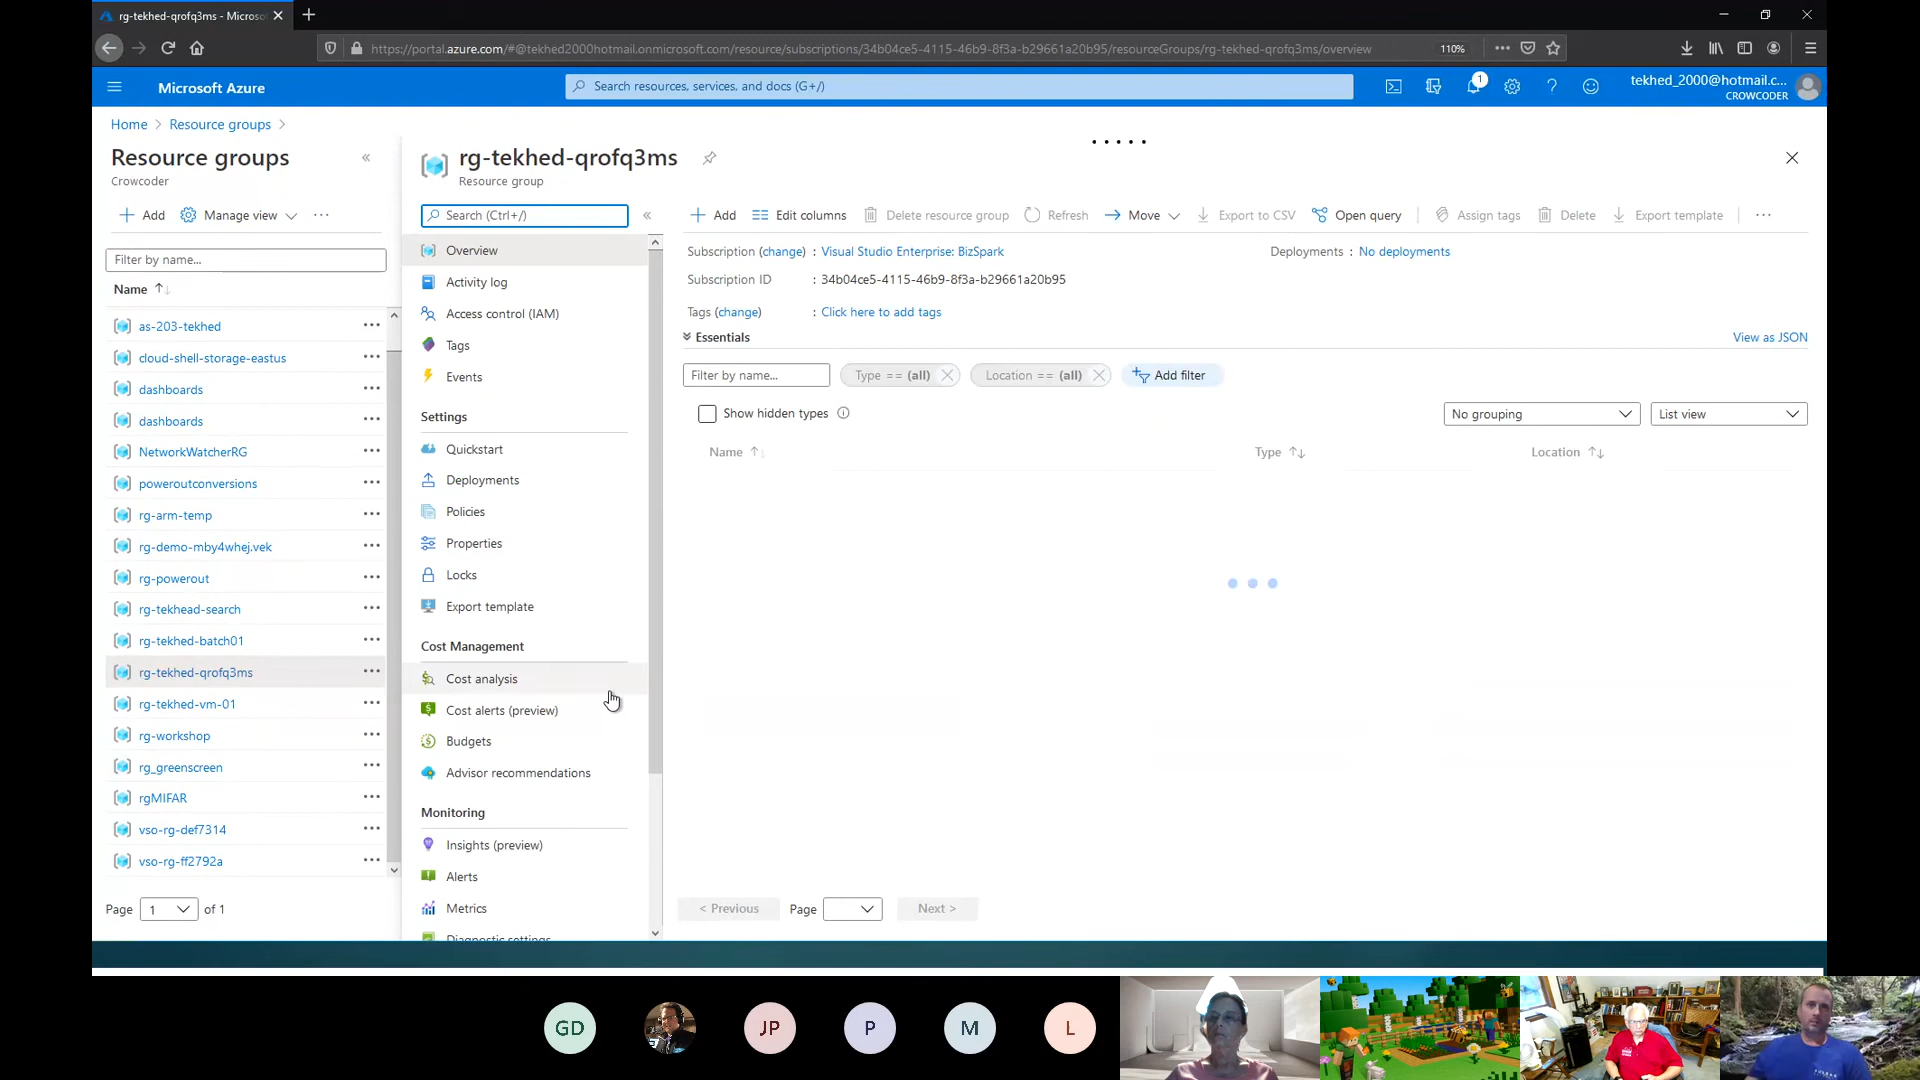 rg-tekhed-qrofq3ms - Microso
https://portal.azure.com/#@tekhed2000hotmail.onmicrosoft.com/resource/subscriptions/34b04ce5-4115-46b9-8f3a-b29661a20b95/resourceGroups/rg-tekhed-qrofq3ms/overview
110%
Microsoft Azure
Search resources, services, and docs (G+/)
1
tekhed_2000@hotmail.c...
CROWCODER
Home > Resource groups >
Resource groups
Crowcoder
Add
Manage view
Filter by name...
Name
as-203-tekhed
cloud-shell-storage-eastus
dashboards
dashboards
NetworkWatcherRG
poweroutconversions
rg-arm-temp
rg-demo-mby4whej.vek
rg-powerout
rg-tekhead-search
rg-tekhed-batch01
rg-tekhed-qrofq3ms
rg-tekhed-vm-01
rg-workshop
rg_greenscreen
rgMIFAR
vso-rg-def7314
vso-rg-ff2792a
Page 1 of 1
rg-tekhed-qrofq3ms
Resource group
Search (Ctrl+/)
Overview
Activity log
Access control (IAM)
Tags
Events
Settings
Quickstart
Deployments
Policies
Properties
Locks
Export template
Cost Management
Cost analysis
Cost alerts (preview)
Budgets
Advisor recommendations
Monitoring
Insights (preview)
Alerts
Metrics
Diagnostic settings
Add Edit columns Delete resource group Refresh Move Export to CSV Open query Assign tags Delete Export template
Subscription (change) : Visual Studio Enterprise: BizSpark
Deployments : No deployments
Subscription ID : 34b04ce5-4115-46b9-8f3a-b29661a20b95
Tags (change) : Click here to add tags
Essentials
View as JSON
Filter by name...
Type == (all)
Location == (all)
Add filter
Show hidden types
No grouping
List view
Name
Type
Location
< Previous
Page
Next >
GD
JP
P
M
L